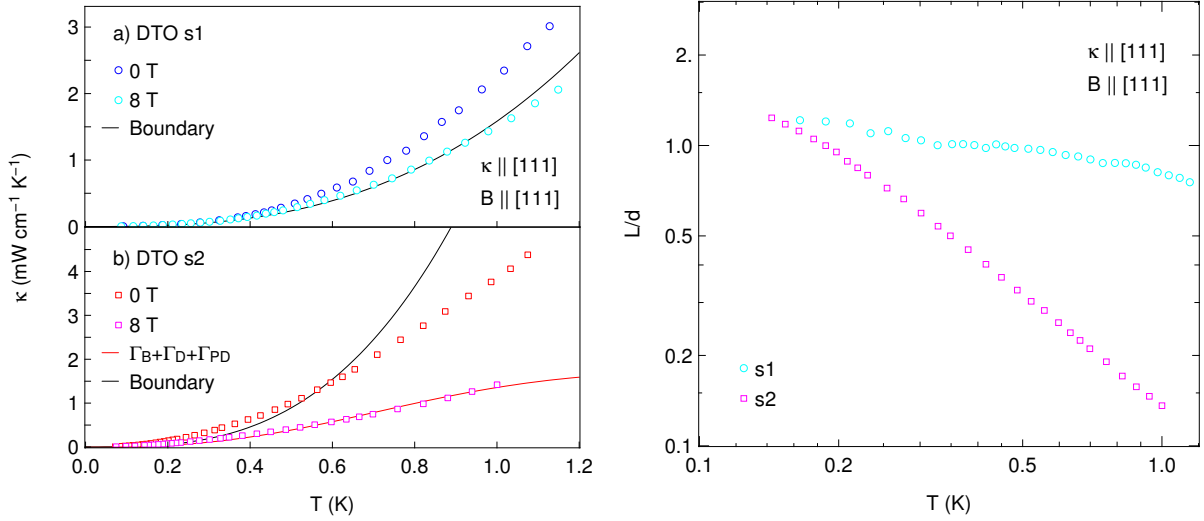 a) DTO s1
0 T
8 T
Boundary
κ || [111]
B || [111]
3
2
1
0
b) DTO s2
0 T
8 T
Γ_B+Γ_D+Γ_PD
Boundary
4
3
2
1
0
κ (mW cm⁻¹ K⁻¹)
0.0 0.2 0.4 0.6 0.8 1.0 1.2
T (K)
κ || [111]
B || [111]
2.
1.0
0.5
0.2
0.1
L/d
s1
s2
0.1 0.2 0.5 1.0
T (K)